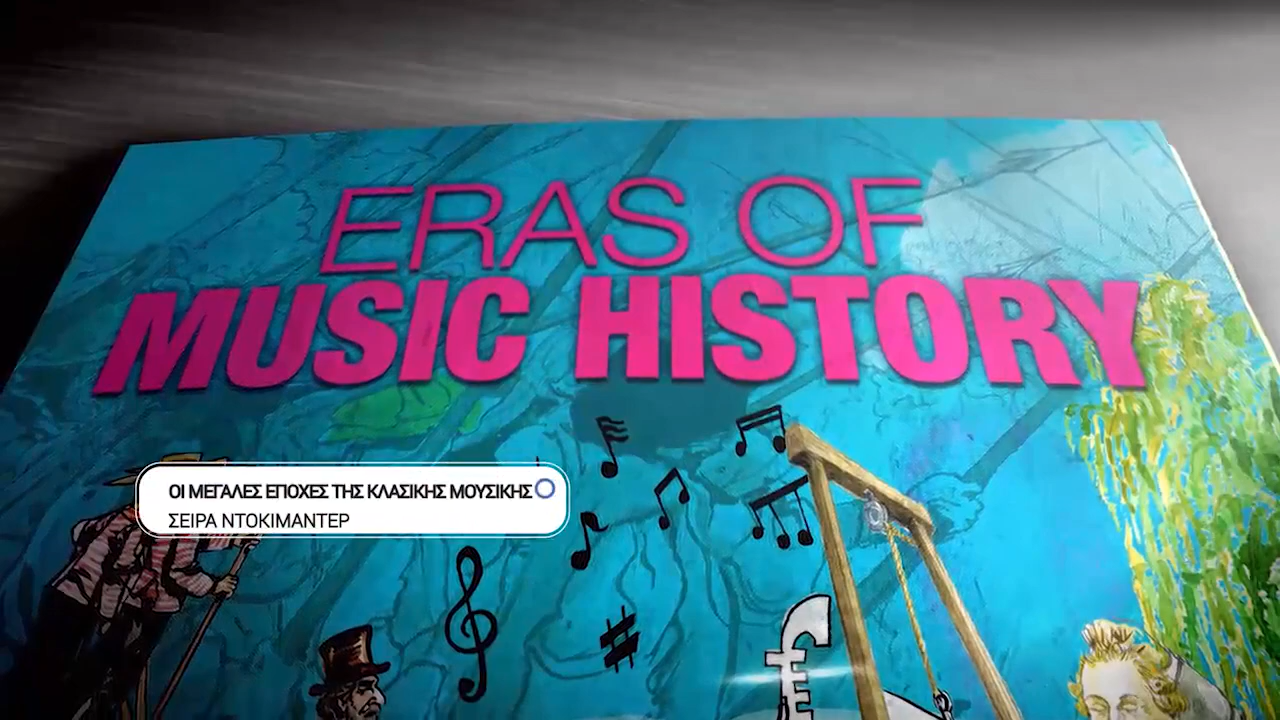 ERAS OF
MUSIC HISTORY
ΟΙ ΜΕΓΑΛΕΣ ΕΠΟΧΕΣ ΤΗΣ ΚΛΑΣΙΚΗΣ ΜΟΥΣΙΚΗΣ
ΣΕΙΡΑ ΝΤΟΚΙΜΑΝΤΕΡ
£